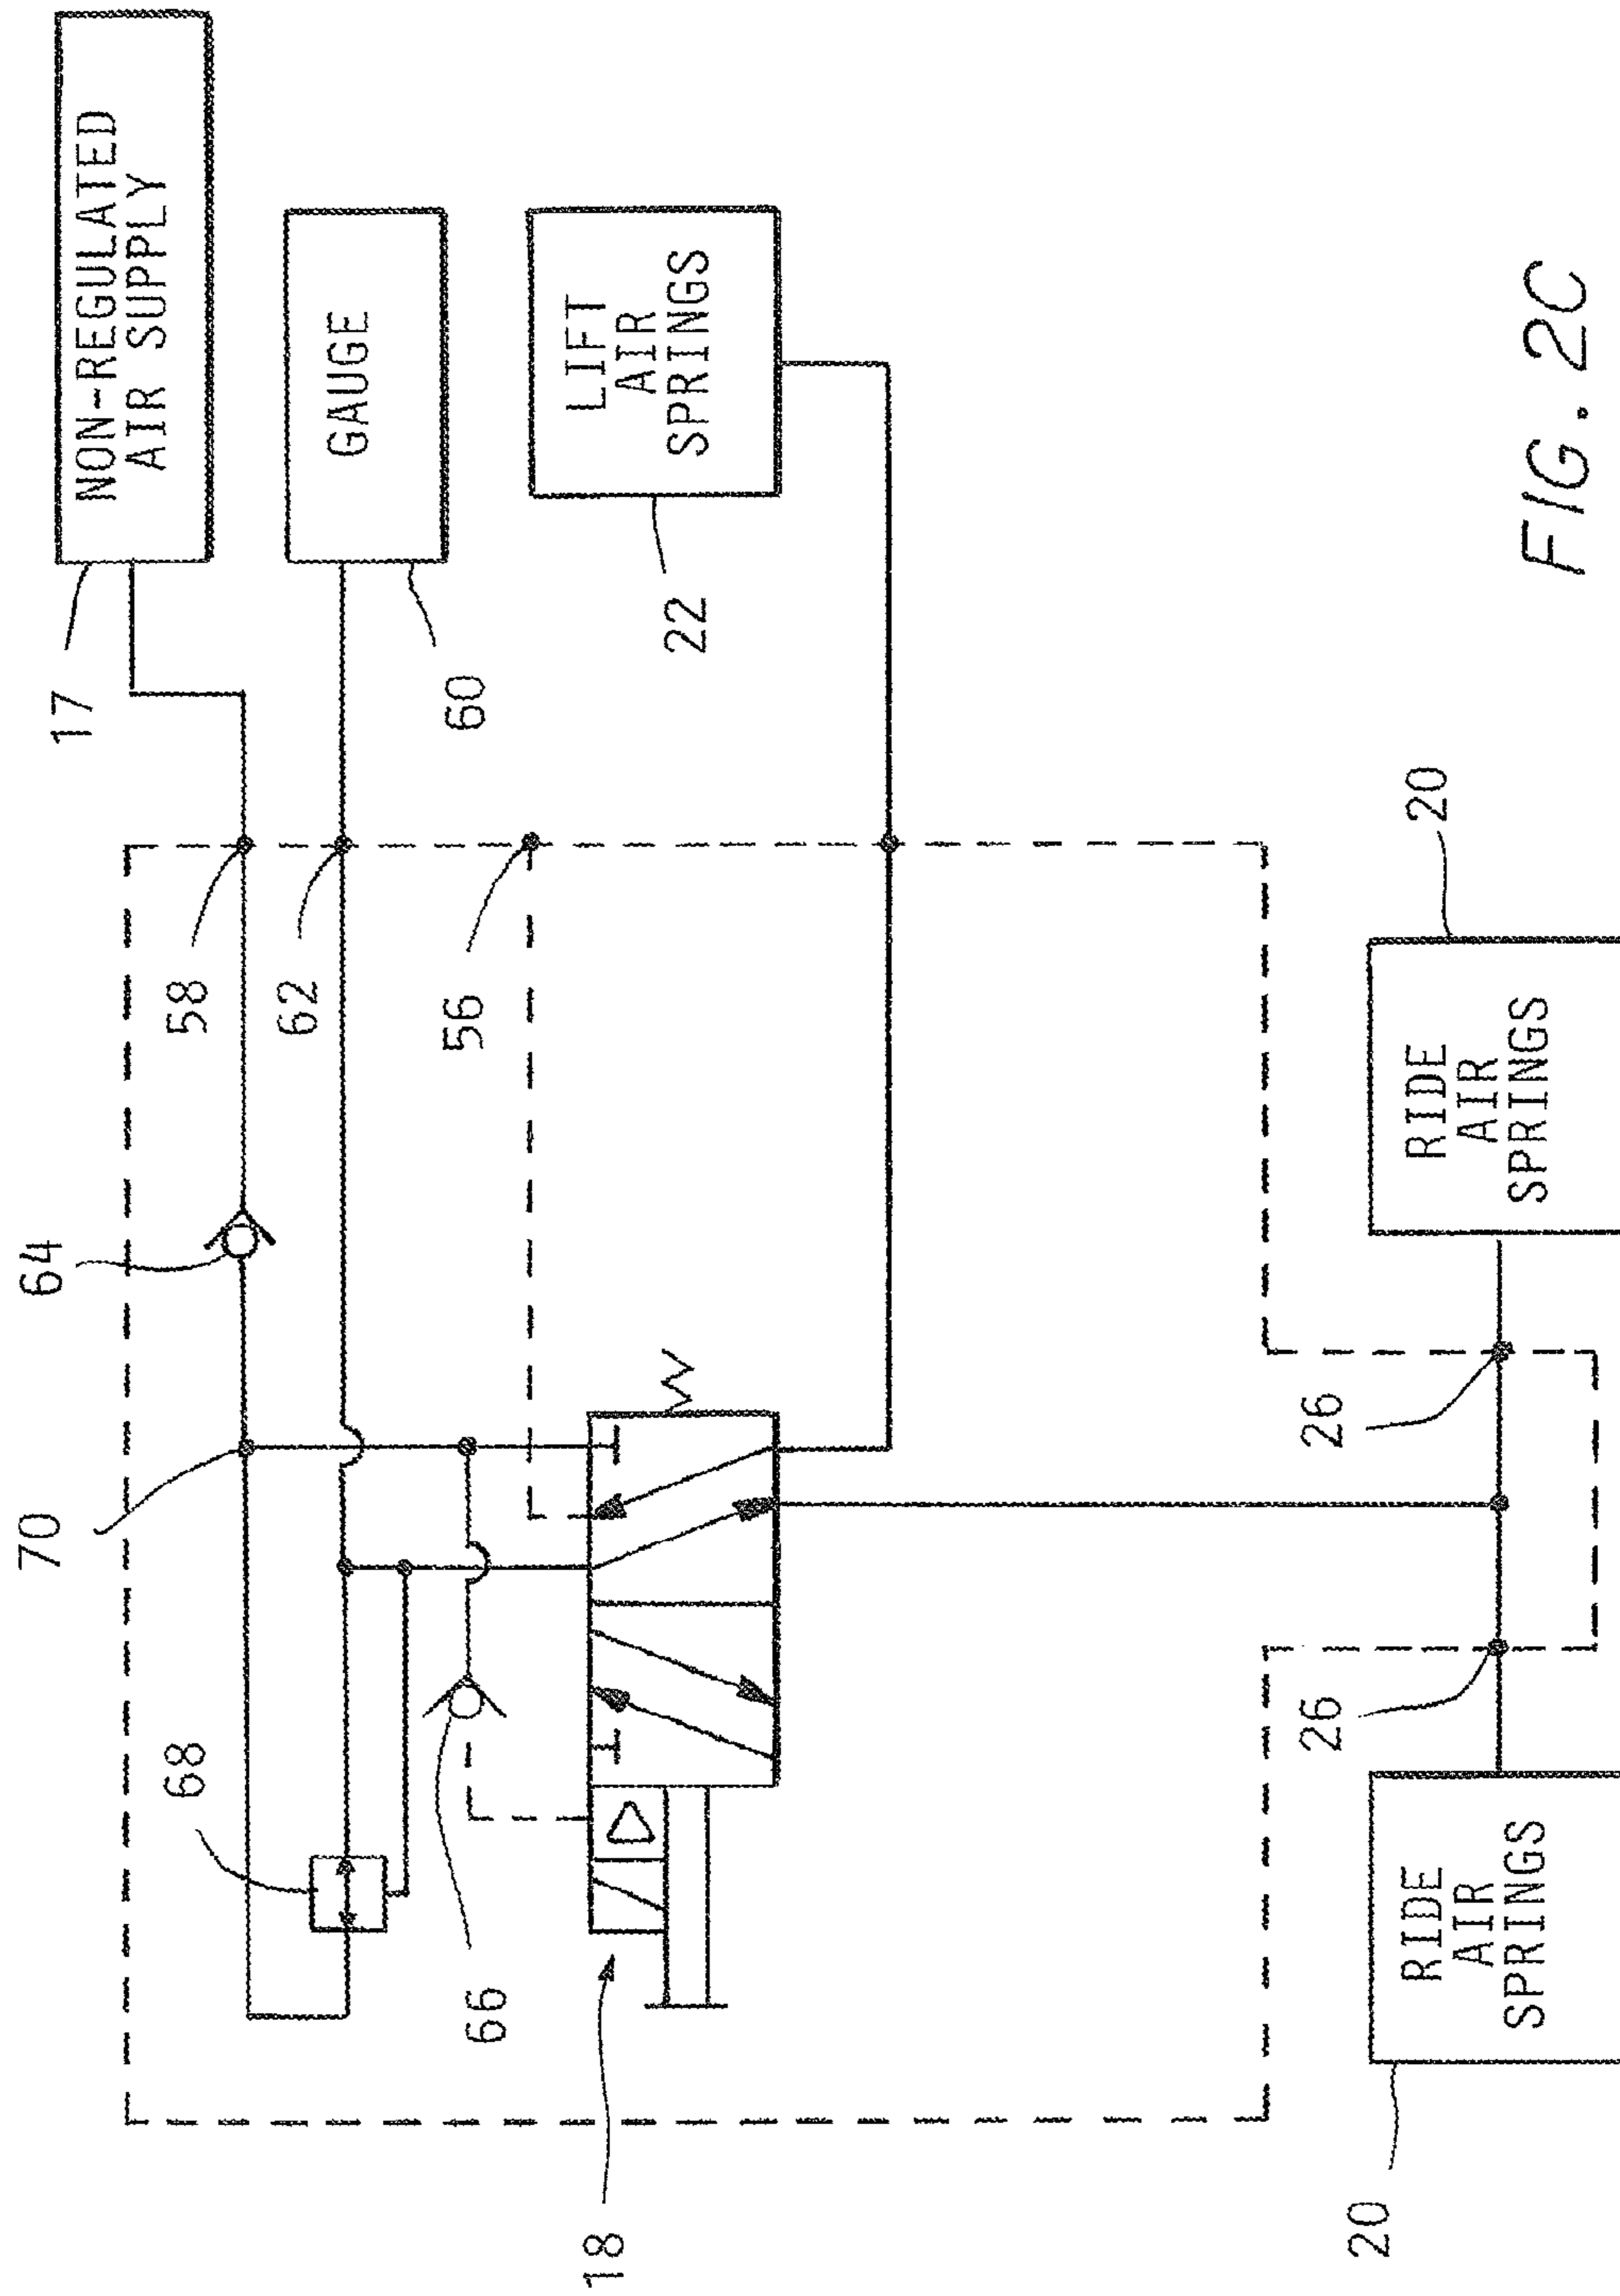 NON-REGULATED
AIR SUPPLY
17
GAUGE
60
LIFT
AIR
SPRINGS
22
58
62
56
64
70
68
66
18
RIDE
AIR
SPRINGS
20
26
26
RIDE
AIR
SPRINGS
20
FIG. 2C